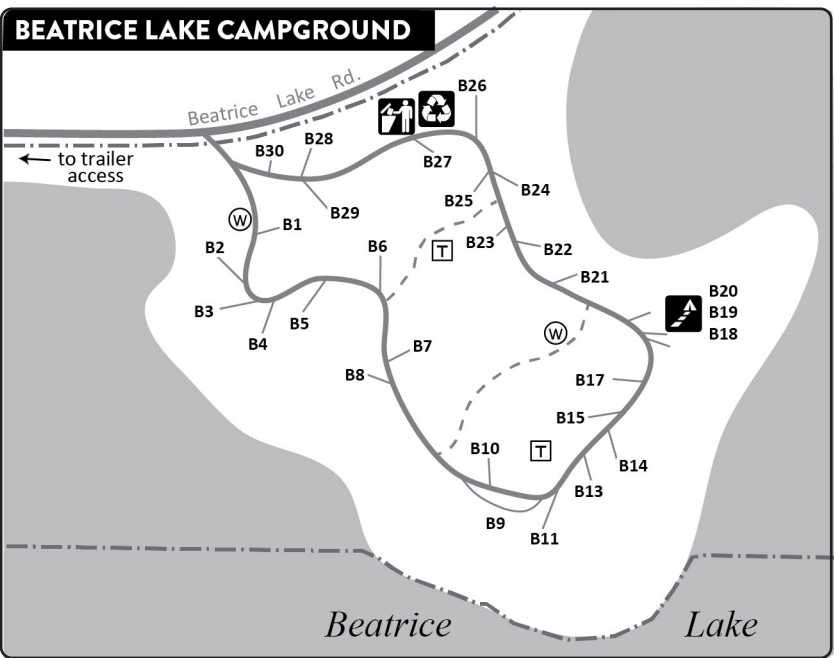 BEATRICE LAKE CAMPGROUND
Beatrice Lake Rd.
← to trailer
access
B26
B30
B28
B27
B29
B25
B24
W
B1
B2
B6
B23
T
B22
B21
B3
B5
B4
B20
B19
B18
W
B7
B8
B17
B15
B10
T
B14
B13
B9
B11
Beatrice Lake